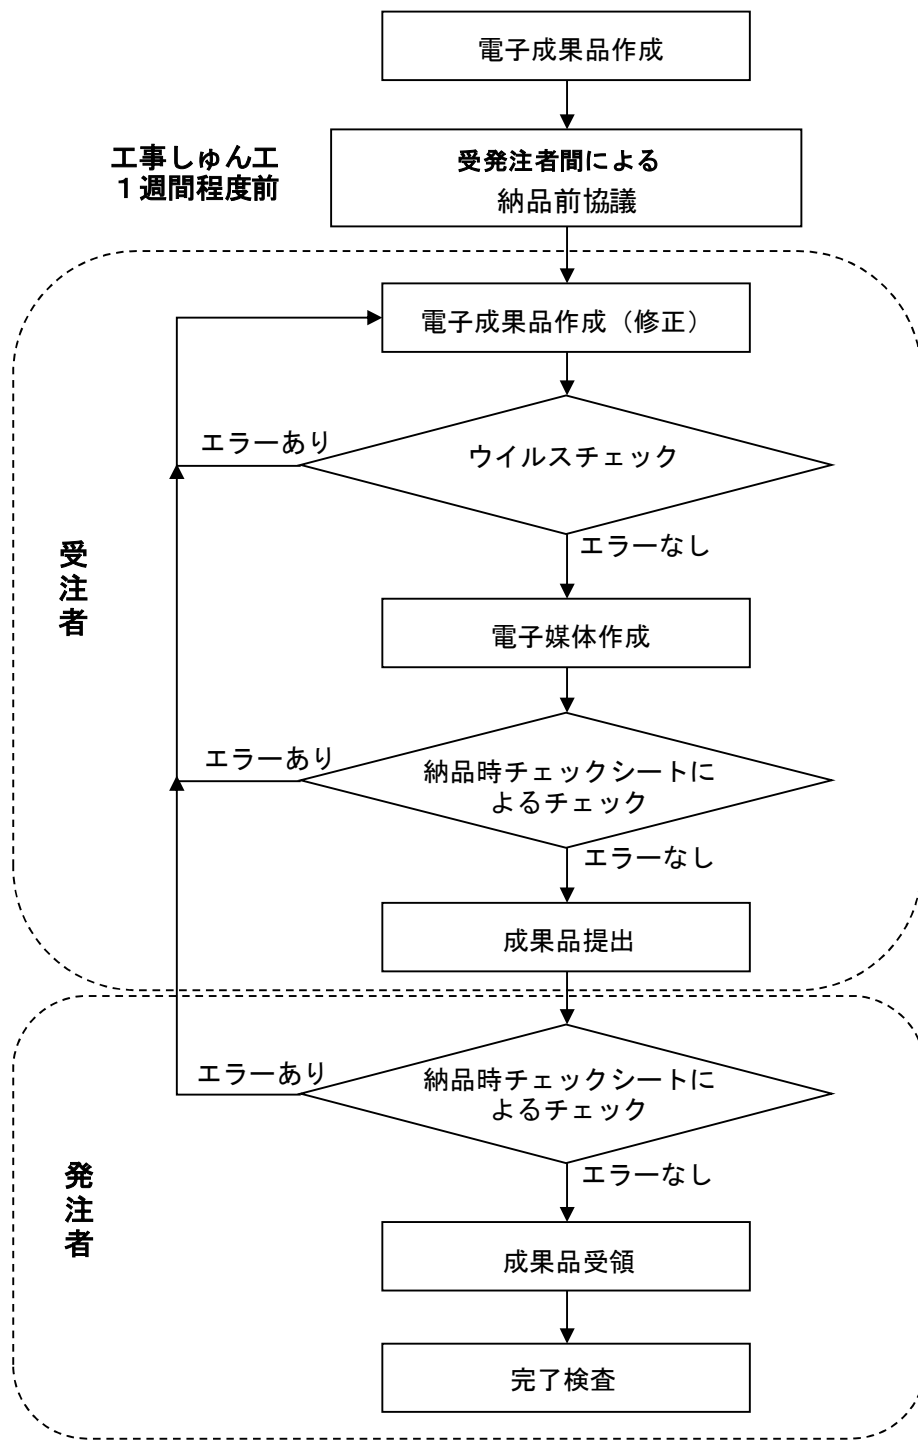 電子成果品作成
工事しゅん工
１週間程度前
受発注者間による
納品前協議
電子成果品作成（修正）
エラーあり
ウイルスチェック
エラーなし
受注者
電子媒体作成
エラーあり
納品時チェックシートに
よるチェック
エラーなし
成果品提出
エラーあり
納品時チェックシートに
よるチェック
エラーなし
発注者
成果品受領
完了検査